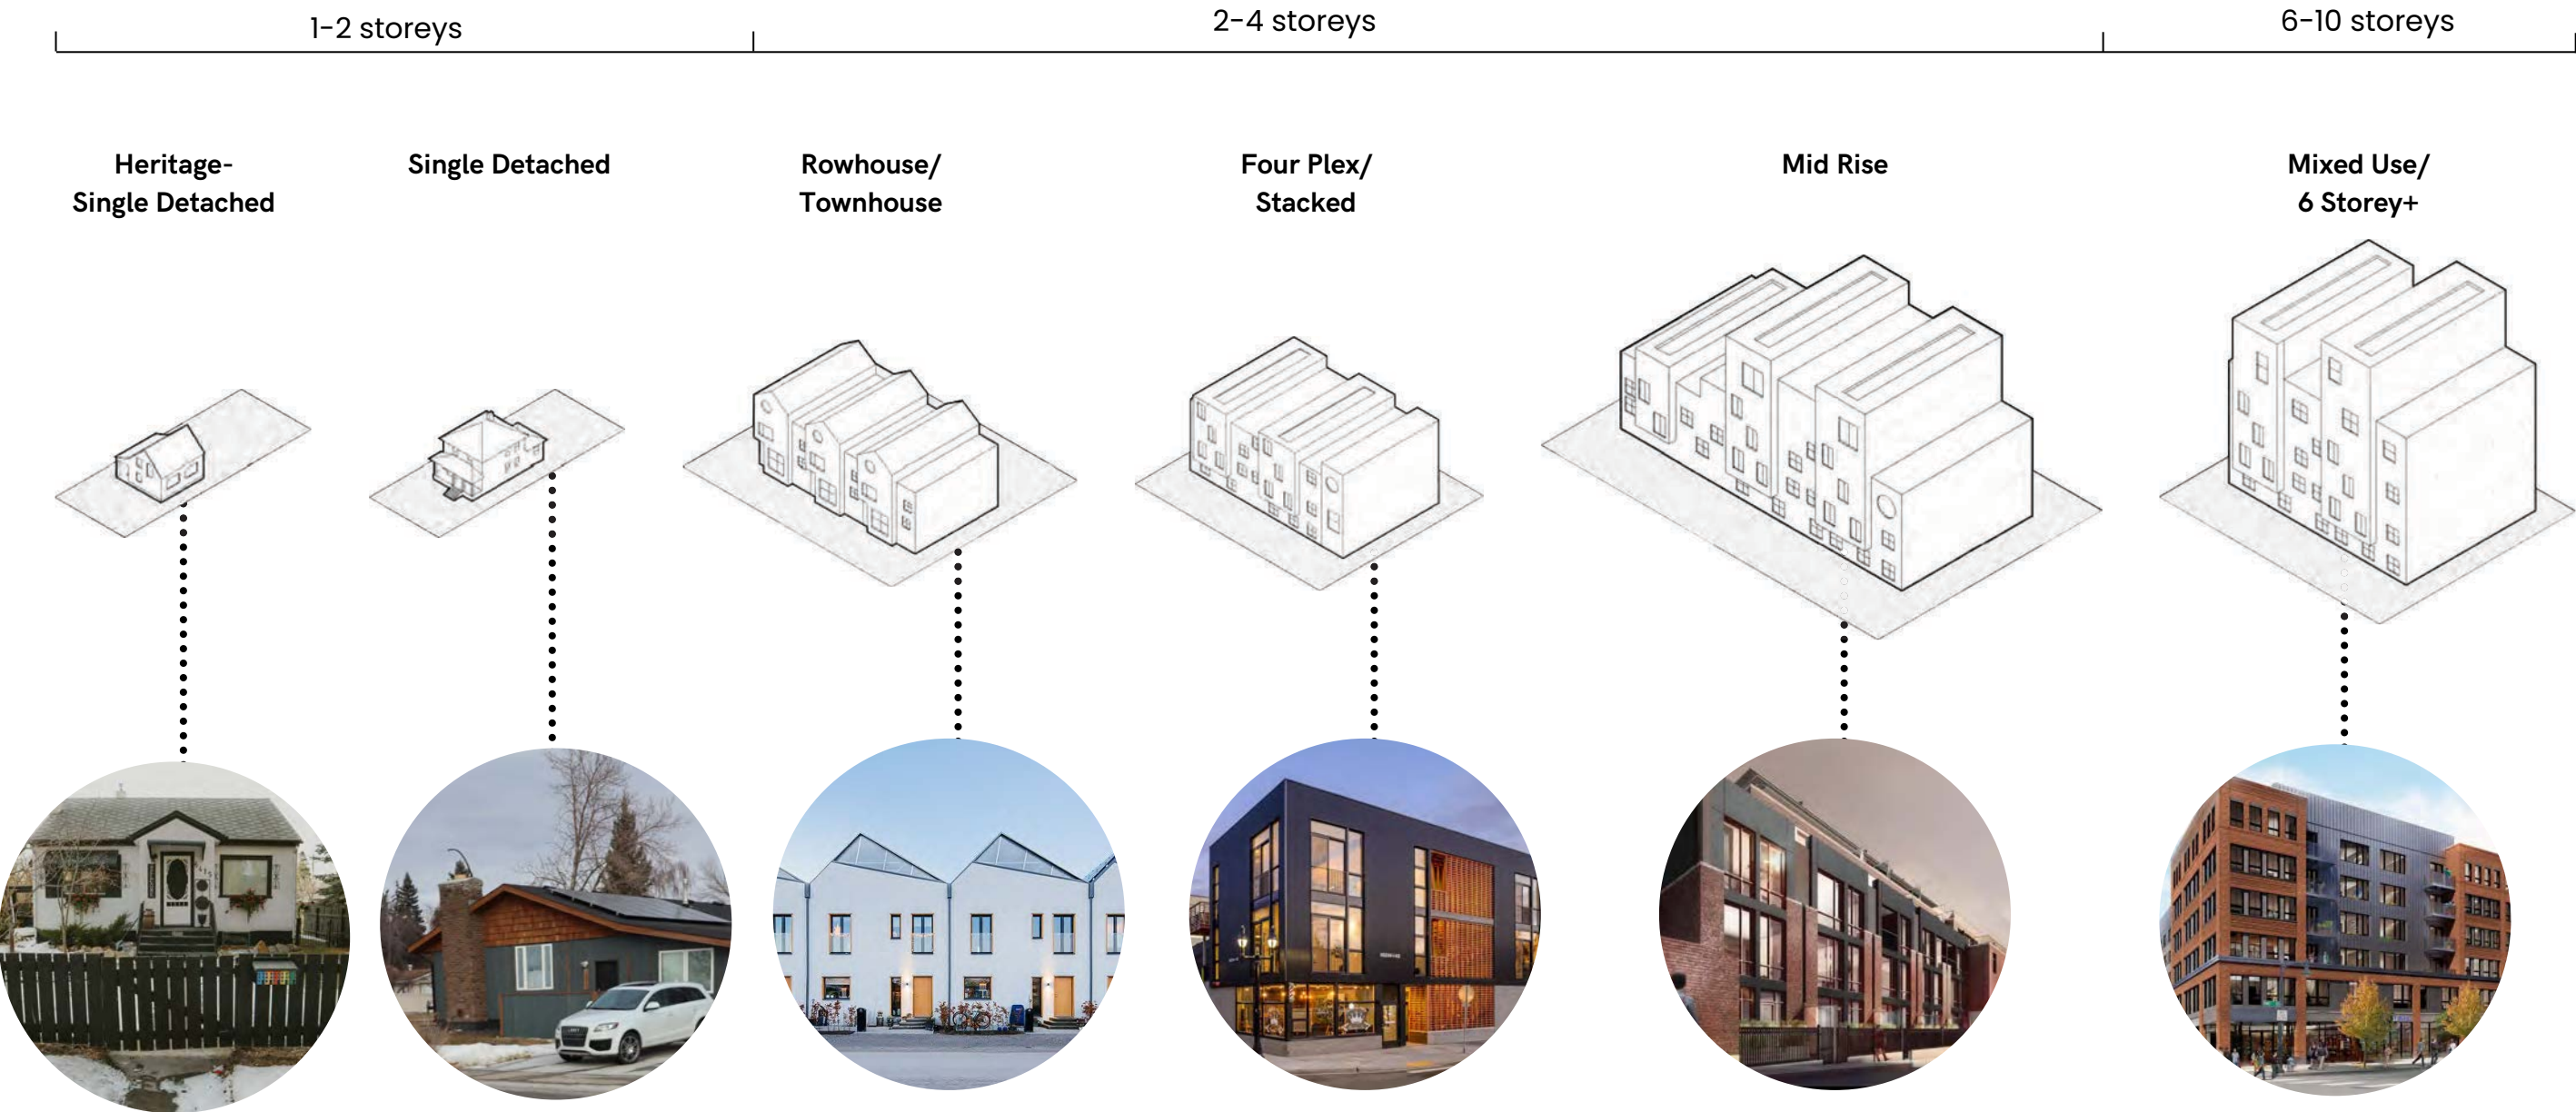 1-2 storeys
2-4 storeys
6-10 storeys
Heritage-
Single Detached
Single Detached
Rowhouse/
Townhouse
Four Plex/
Stacked
Mid Rise
Mixed Use/
6 Storey+